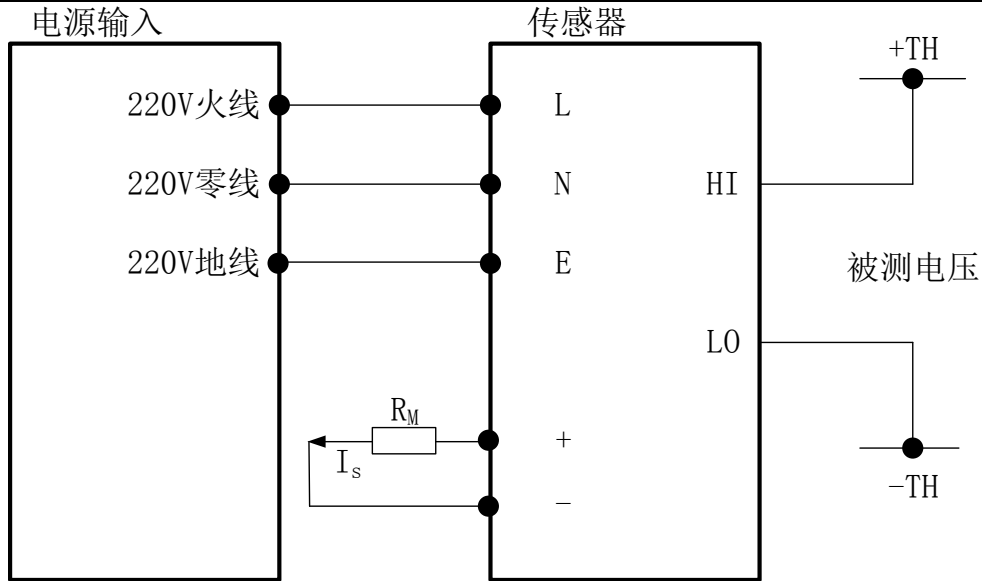 电源输入
传感器
+TH
220V火线
L
220V零线
N
HI
220V地线
E
被测电压
LO
R_M
+
I_s
−
−TH